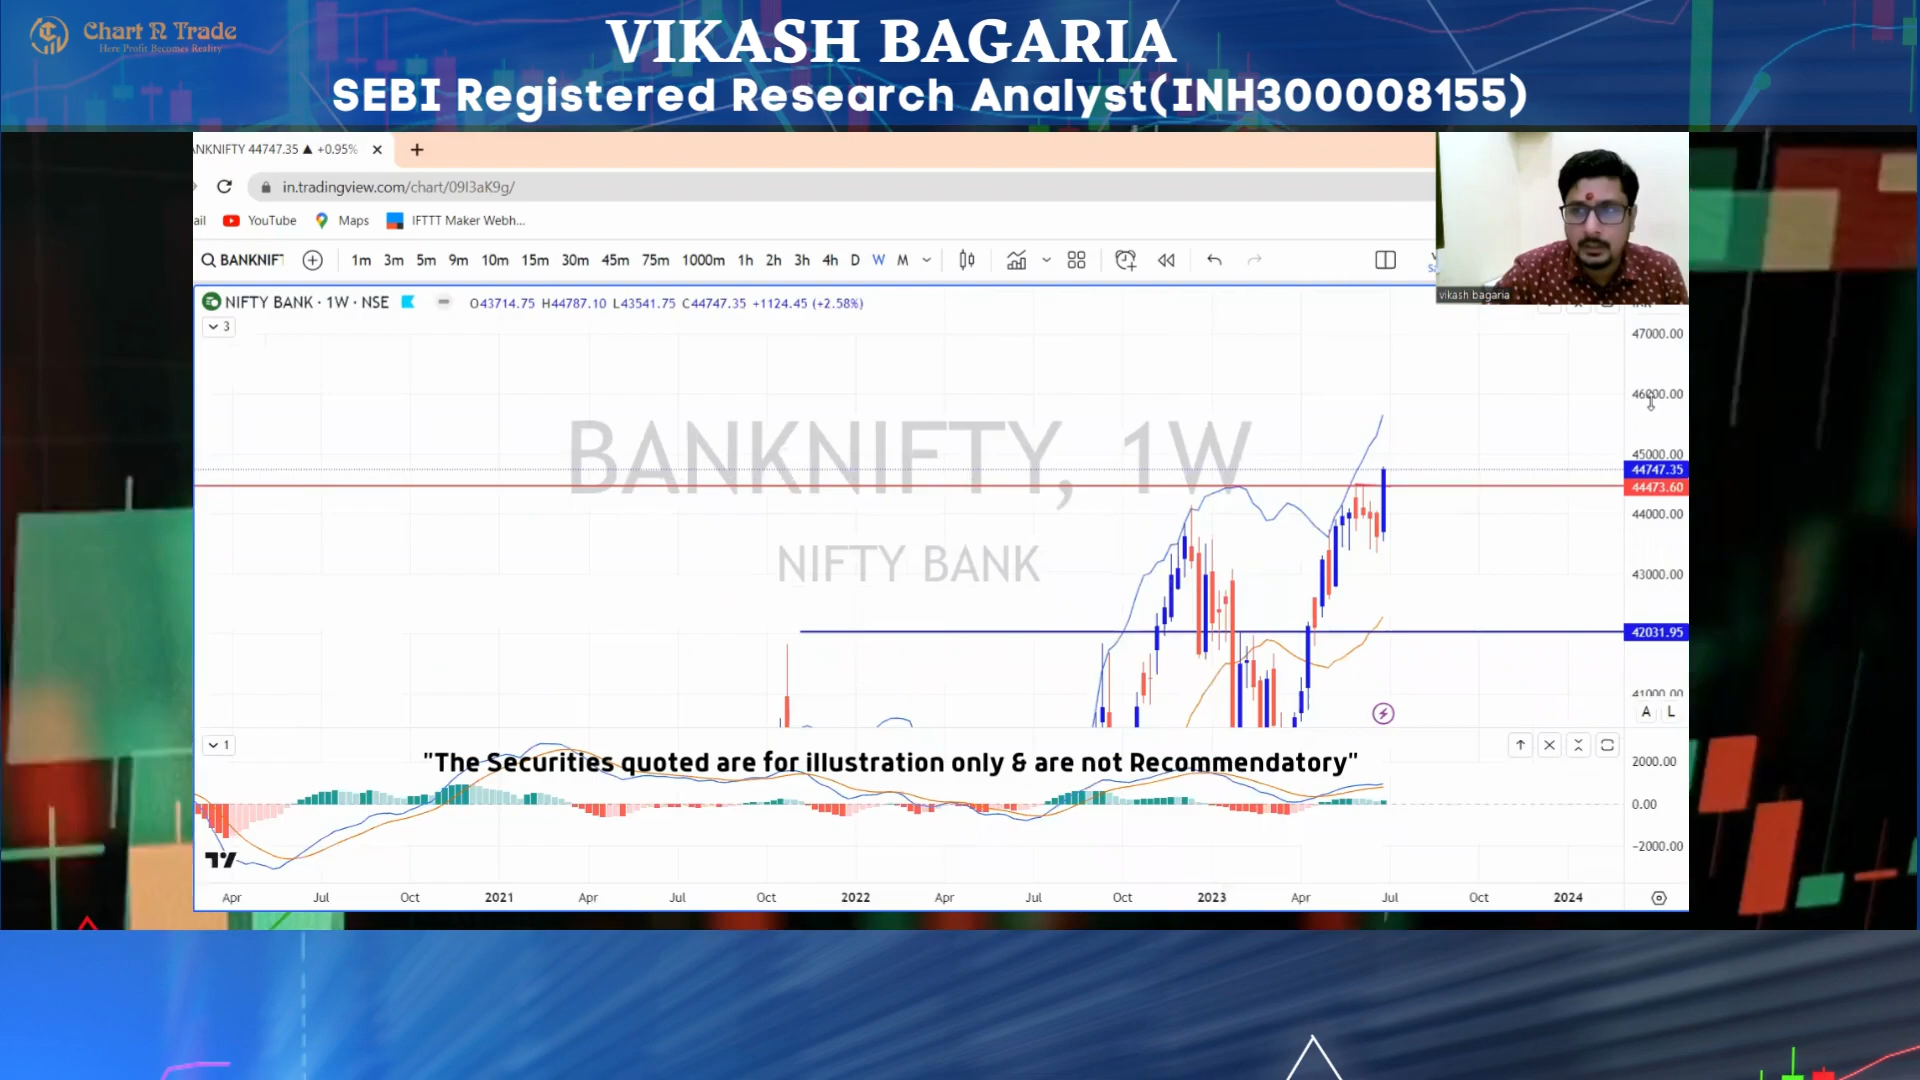 Chart N Trade
Here Profit Becomes Reality
VIKASH BAGARIA
SEBI Registered Research Analyst(INH300008155)
NKNIFTY 44747.35 ▲ +0.95%
in.tradingview.com/chart/09I3aK9g/
ail YouTube Maps IFTTT Maker Webh...
BANKNIFT 1m 3m 5m 9m 10m 15m 30m 45m 75m 1000m 1h 2h 3h 4h D W M
vikash bagaria
NIFTY BANK · 1W · NSE O43714.75 H44787.10 L43541.75 C44747.35 +1124.45 (+2.58%)
3
47000.00
46000.00
BANKNIFTY, 1W
45000.00
44747.35
44473.60
44000.00
NIFTY BANK
43000.00
42031.95
41000.00
A L
1
"The Securities quoted are for illustration only & are not Recommendatory"
2000.00
0.00
−2000.00
Apr Jul Oct 2021 Apr Jul Oct 2022 Apr Jul Oct 2023 Apr Jul Oct 2024